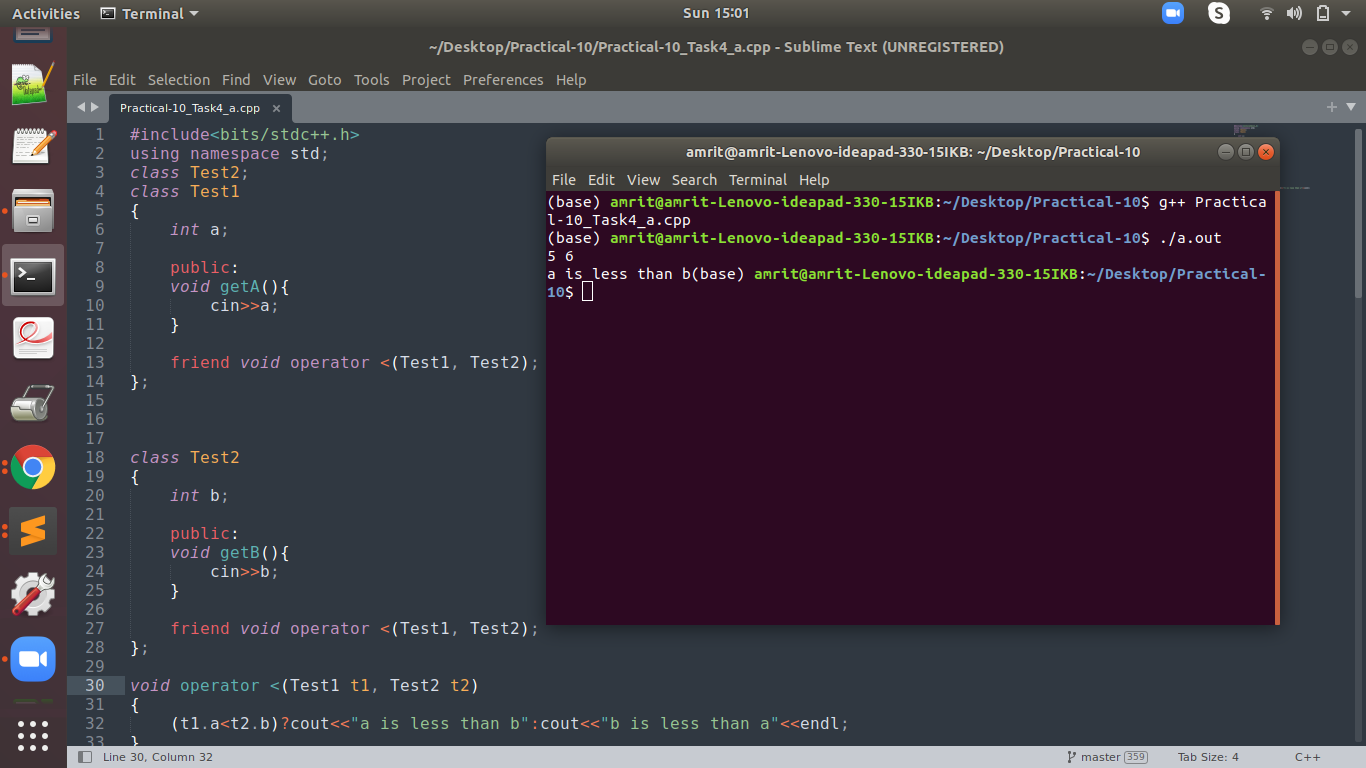 Activities Terminal Sun 15:01 S
~/Desktop/Practical-10/Practical-10_Task4_a.cpp - Sublime Text (UNREGISTERED)
File Edit Selection Find View Goto Tools Project Preferences Help
Practical-10_Task4_a.cpp ×
1 #include<bits/stdc++.h>
2 using namespace std;
3 class Test2;
4 class Test1
5 {
6 int a;
7
8 public:
9 void getA(){
10 cin>>a;
11 }
12
13 friend void operator <(Test1, Test2);
14 };
15
16
17
18 class Test2
19 {
20 int b;
21
22 public:
23 void getB(){
24 cin>>b;
25 }
26
27 friend void operator <(Test1, Test2);
28 };
29
30 void operator <(Test1 t1, Test2 t2)
31 {
32 (t1.a<t2.b)?cout<<"a is less than b":cout<<"b is less than a"<<endl;
33 }
amrit@amrit-Lenovo-ideapad-330-15IKB: ~/Desktop/Practical-10
File Edit View Search Terminal Help
(base) amrit@amrit-Lenovo-ideapad-330-15IKB:~/Desktop/Practical-10$ g++ Practica
l-10_Task4_a.cpp
(base) amrit@amrit-Lenovo-ideapad-330-15IKB:~/Desktop/Practical-10$ ./a.out
5 6
a is less than b(base) amrit@amrit-Lenovo-ideapad-330-15IKB:~/Desktop/Practical-
10$
Line 30, Column 32 master 359 Tab Size: 4 C++